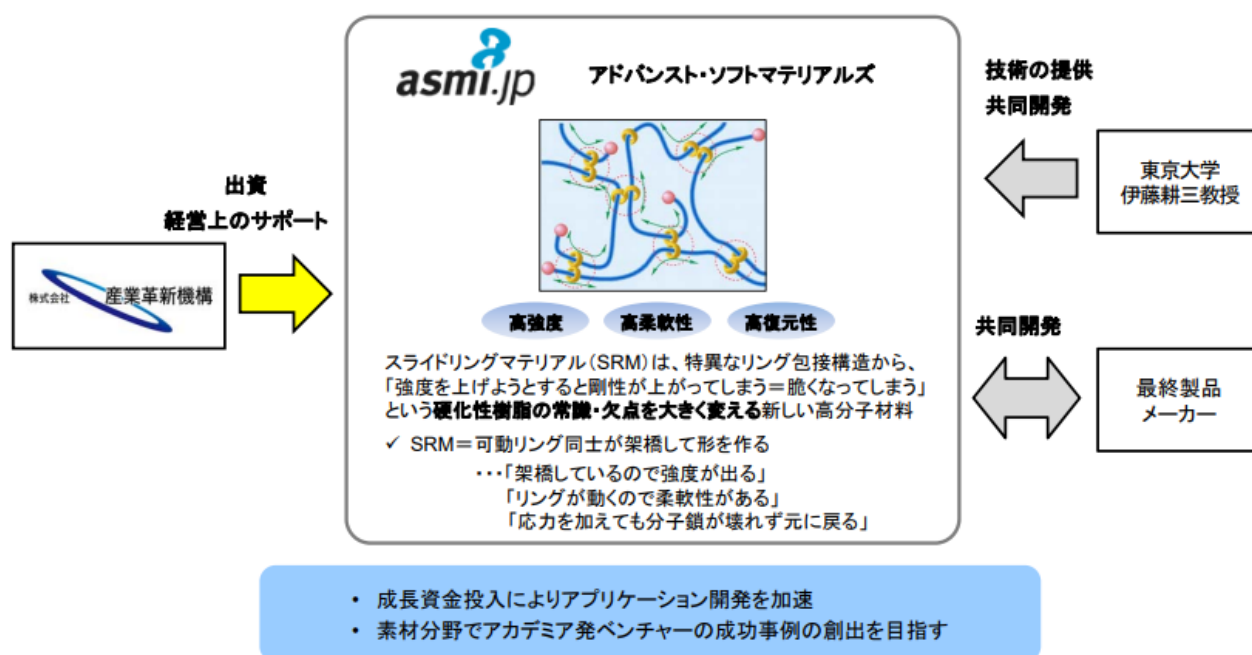 asmi.jp
アドバンスト・ソフトマテリアルズ
出資
経営上のサポート
株式会社 産業革新機構
技術の提供
共同開発
東京大学
伊藤耕三教授
高強度
高柔軟性
高復元性
スライドリングマテリアル（SRM）は、特異なリング包接構造から、
「強度を上げようとすると剛性が上がってしまう＝脆くなってしまう」
という硬化性樹脂の常識・欠点を大きく変える新しい高分子材料
✓ SRM＝可動リング同士が架橋して形を作る
・・・「架橋しているので強度が出る」
「リングが動くので柔軟性がある」
「応力を加えても分子鎖が壊れず元に戻る」
共同開発
最終製品
メーカー
• 成長資金投入によりアプリケーション開発を加速
• 素材分野でアカデミア発ベンチャーの成功事例の創出を目指す